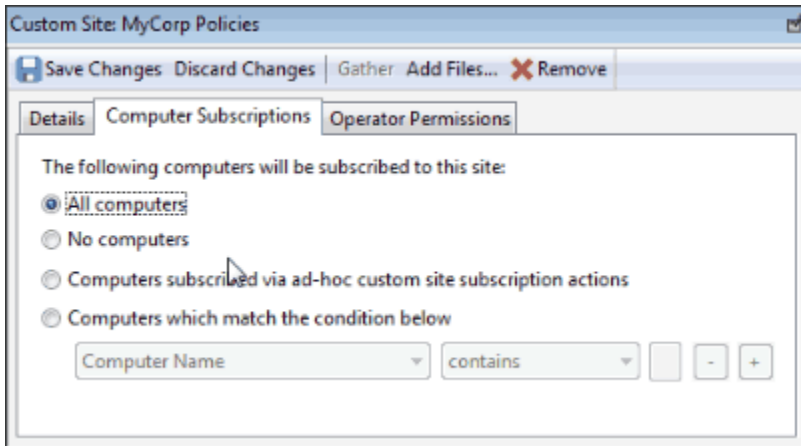 Custom Site: MyCorp Policies
Save Changes Discard Changes Gather Add Files... Remove
Details Computer Subscriptions Operator Permissions
The following computers will be subscribed to this site:
All computers
No computers
Computers subscribed via ad-hoc custom site subscription actions
Computers which match the condition below
Computer Name contains - +